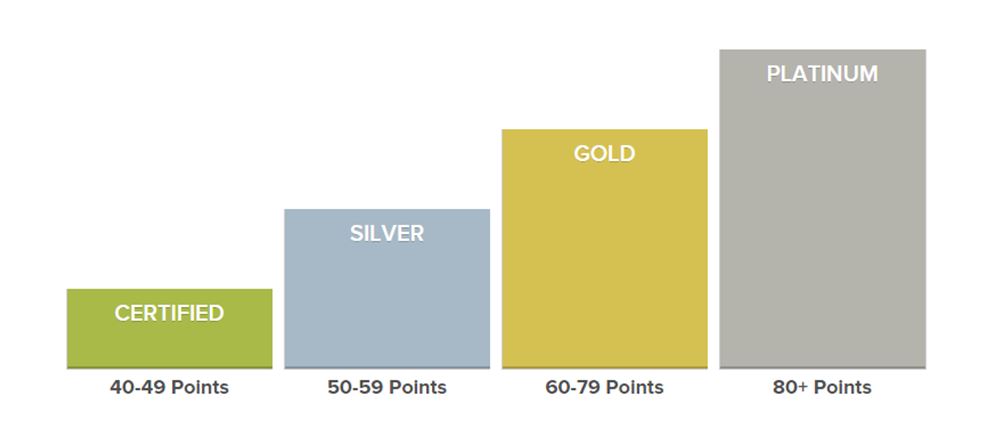 PLATINUM
GOLD
SILVER
CERTIFIED
40-49 Points
50-59 Points
60-79 Points
80+ Points